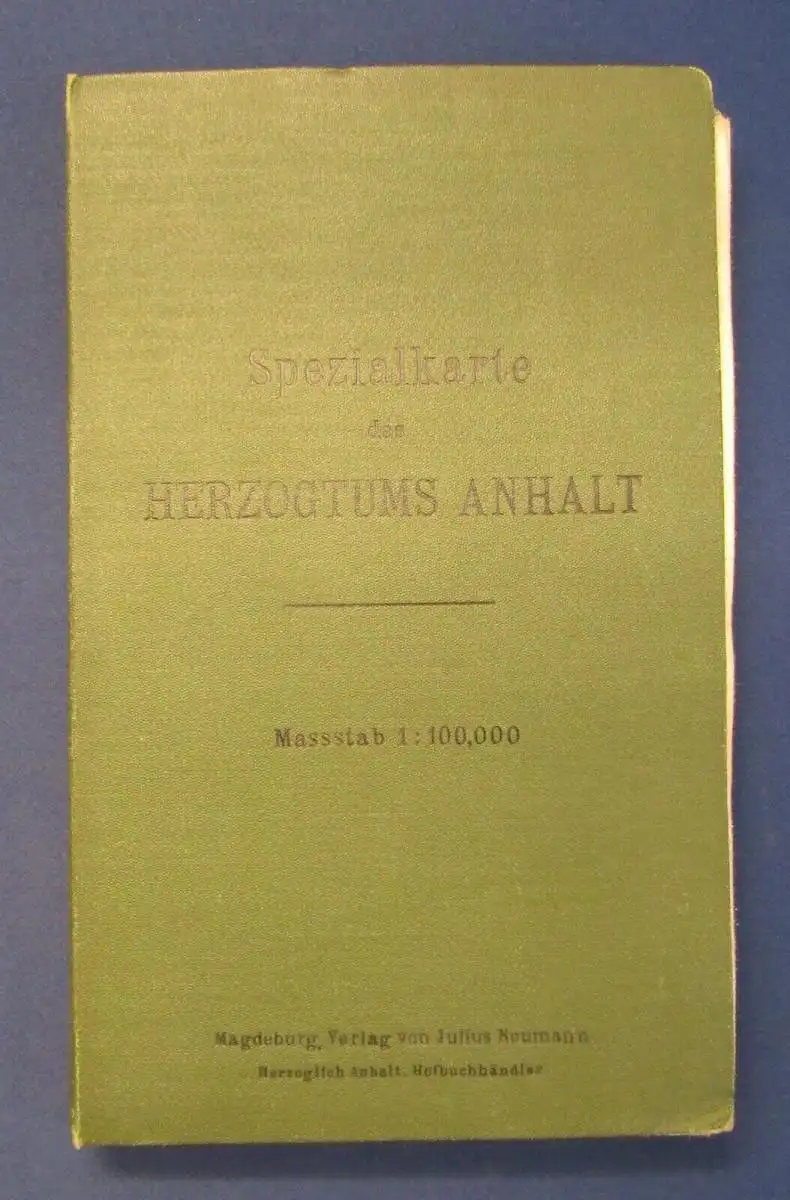 Spezialkarte
des
HERZOGTUMS ANHALT
Massstab 1:100,000
Magdeburg, Verlag von Julius Neumann
Herzoglich Anhalt. Hofbuchhändler